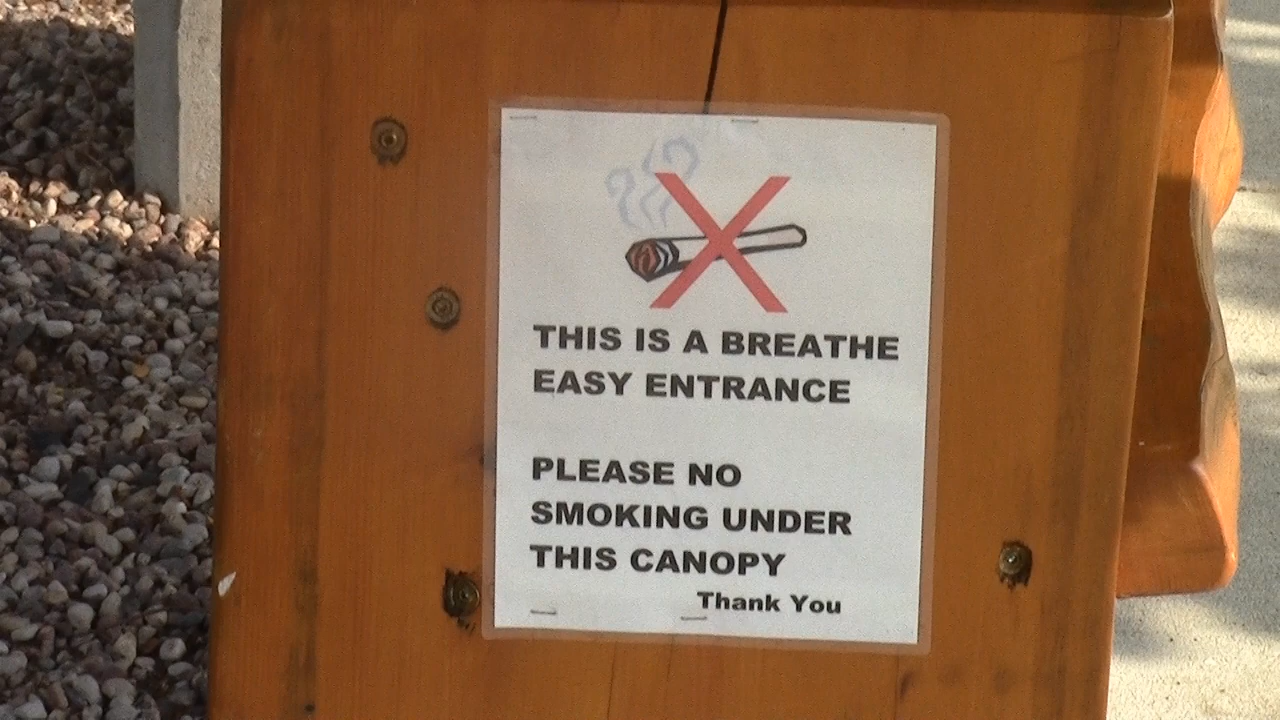 THIS IS A BREATHE
EASY ENTRANCE
PLEASE NO
SMOKING UNDER
THIS CANOPY
Thank You